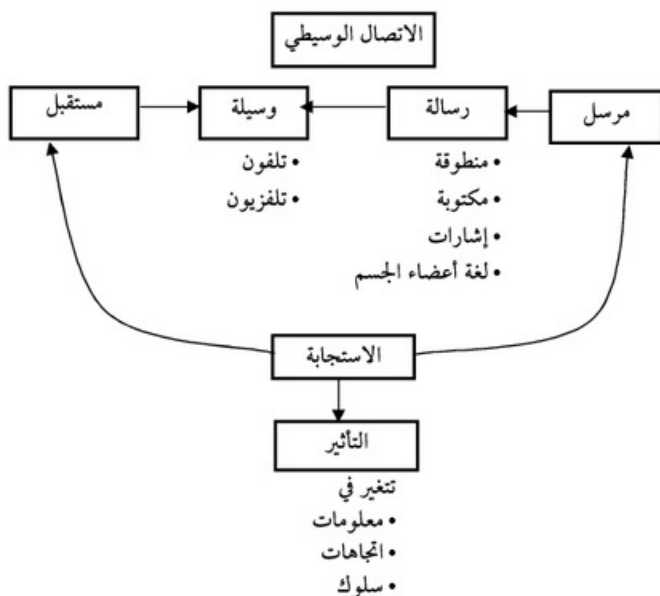 الاتصال الوسيطي
مرسل
رسالة
وسيلة
مستقبل
• منطوقة
• مكتوبة
• إشارات
• لغة أعضاء الجسم
• تلفون
• تلفزيون
الاستجابة
التأثير
تتغير في
• معلومات
• اتجاهات
• سلوك